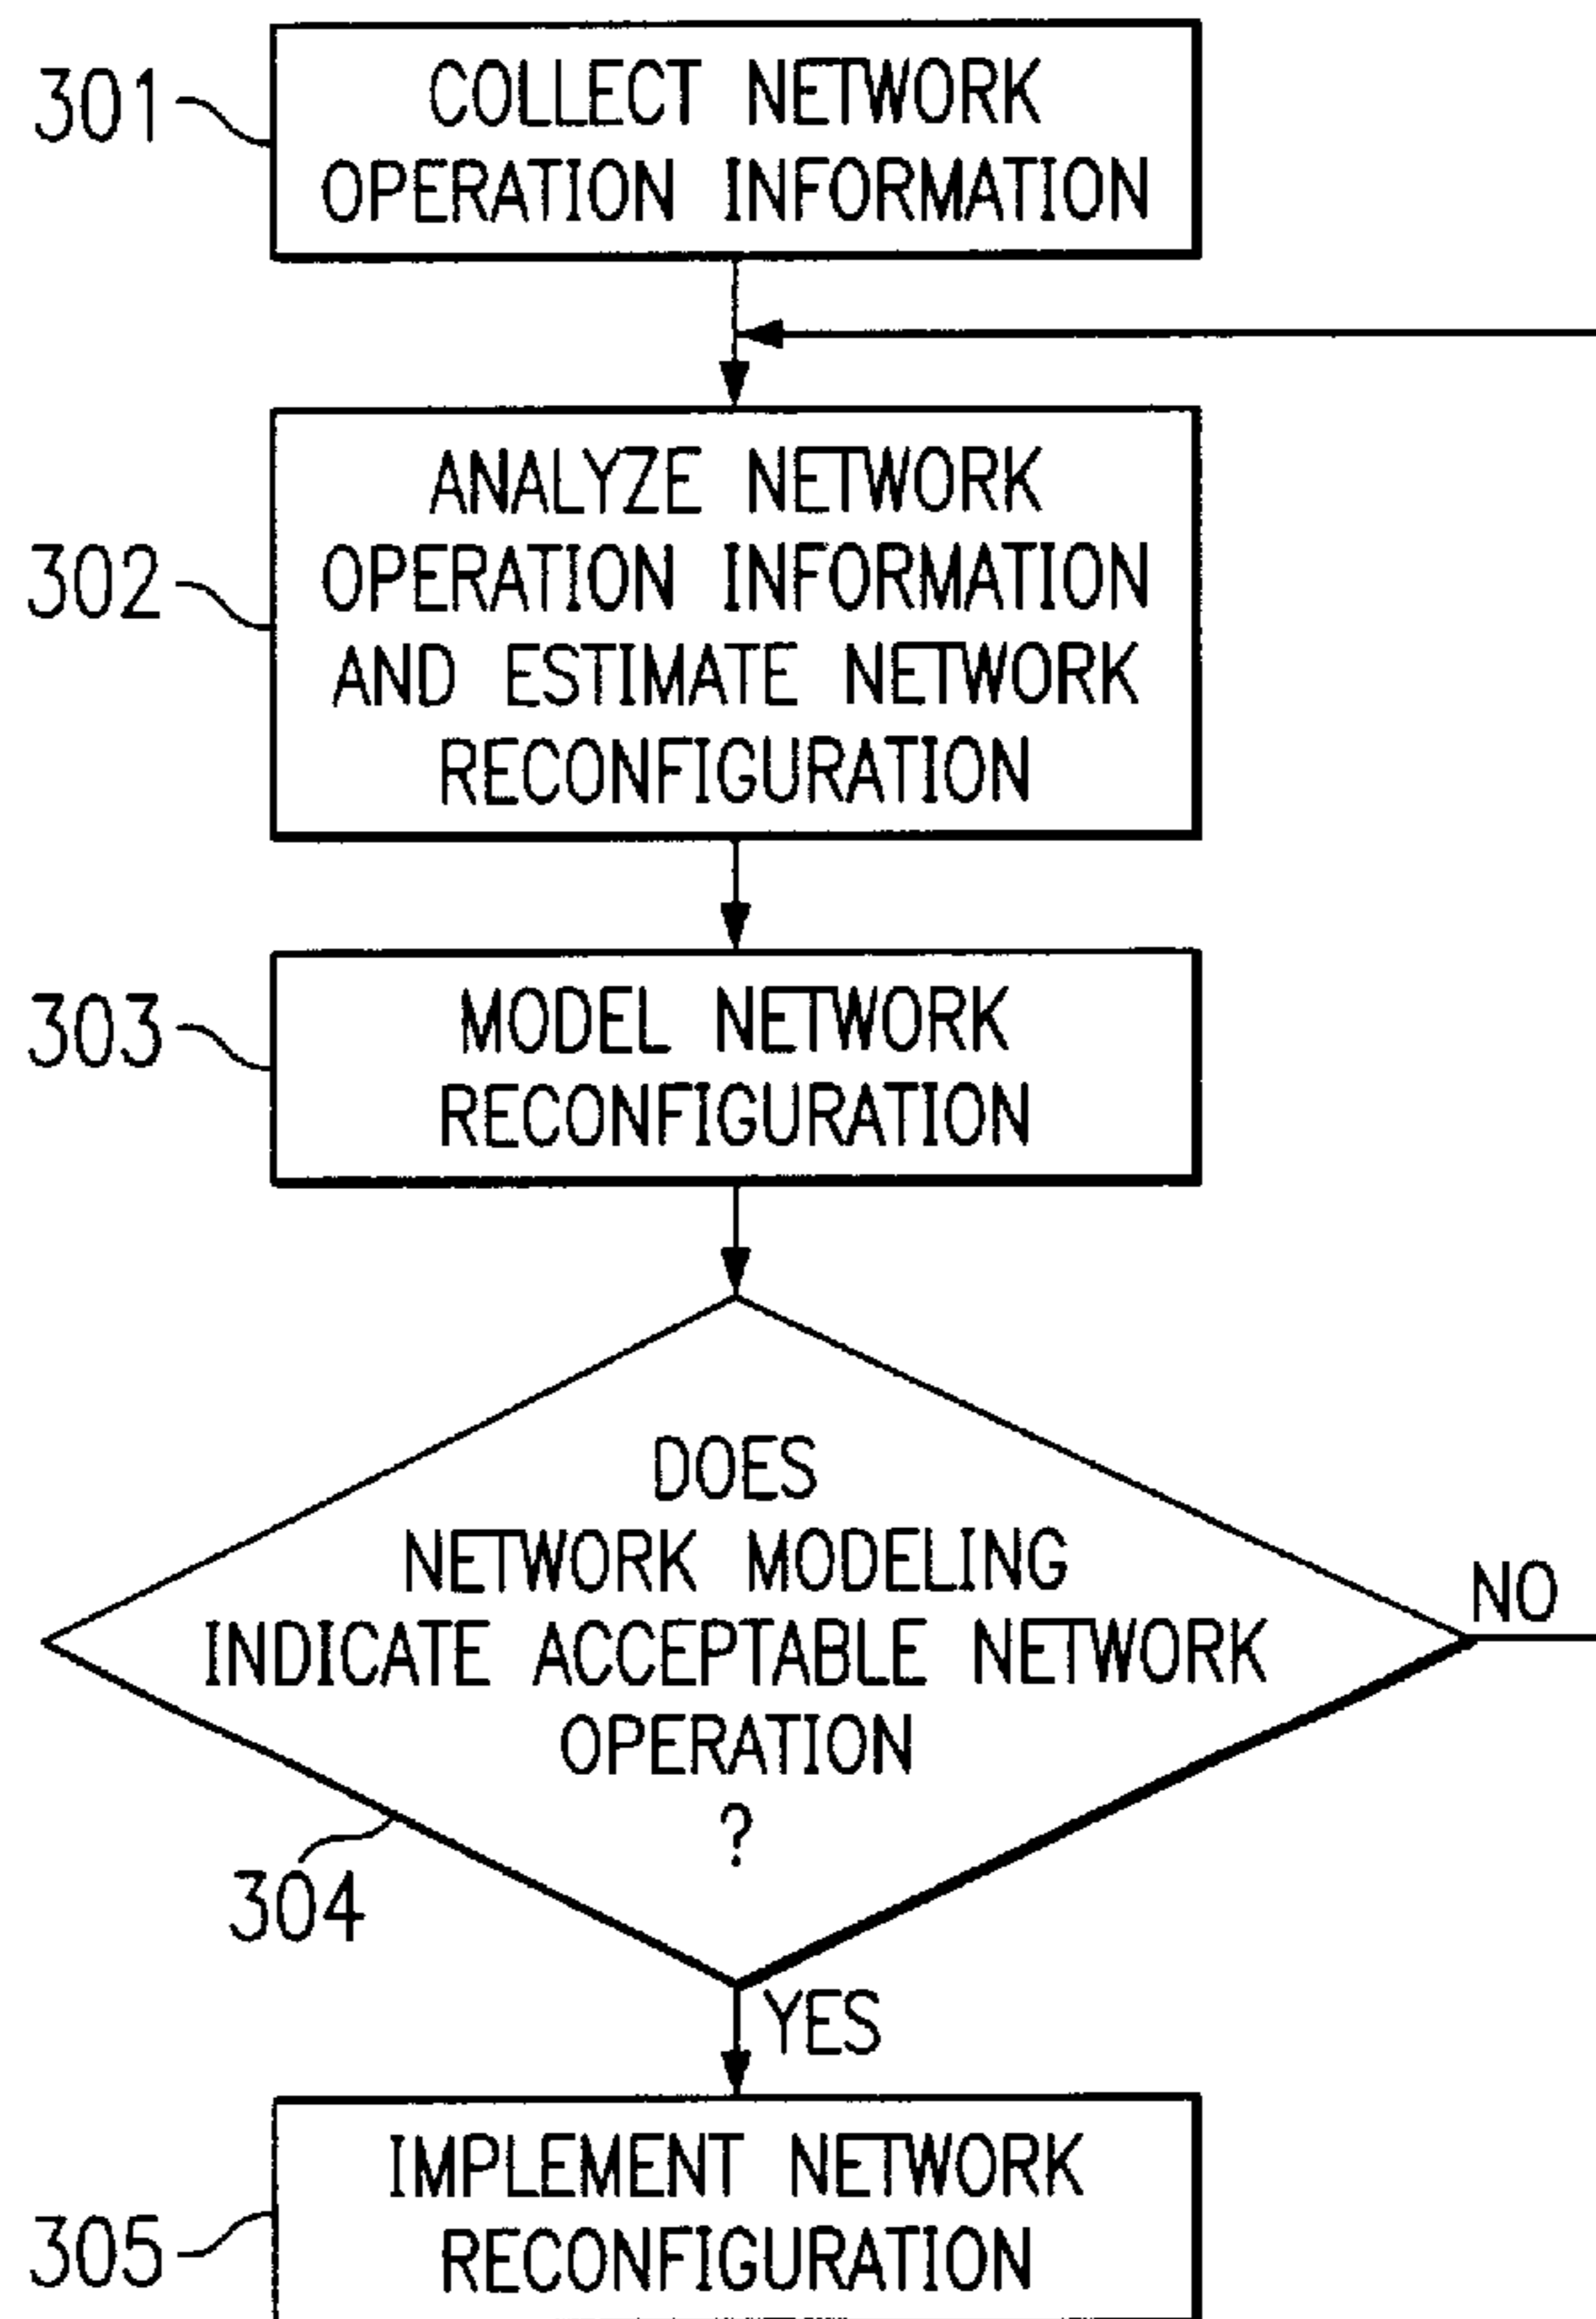 301
COLLECT NETWORK
OPERATION INFORMATION
302
ANALYZE NETWORK
OPERATION INFORMATION
AND ESTIMATE NETWORK
RECONFIGURATION
303
MODEL NETWORK
RECONFIGURATION
DOES
NETWORK MODELING
INDICATE ACCEPTABLE NETWORK
OPERATION
?
NO
304
YES
305
IMPLEMENT NETWORK
RECONFIGURATION